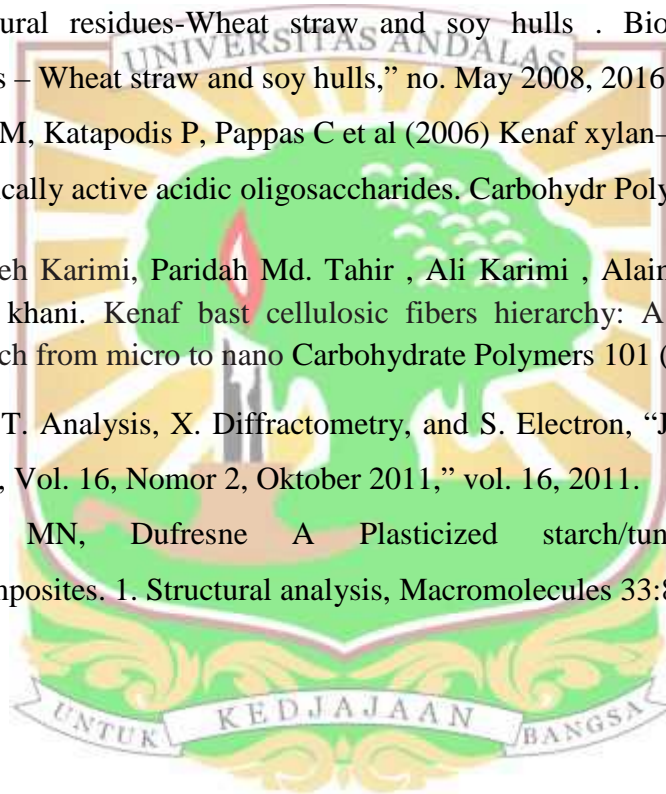 ural residues-Wheat straw and soy hulls . Bio
UNIVERSITAS ANDALAS
s – Wheat straw and soy hulls,” no. May 2008, 2016
M, Katapodis P, Pappas C et al (2006) Kenaf xylan–
ically active acidic oligosaccharides. Carbohydr Poly
eh Karimi, Paridah Md. Tahir , Ali Karimi , Alain
khani. Kenaf bast cellulosic fibers hierarchy: A
ch from micro to nano Carbohydrate Polymers 101 (
T. Analysis, X. Diffractometry, and S. Electron, “J
, Vol. 16, Nomor 2, Oktober 2011,” vol. 16, 2011.
MN, Dufresne A Plasticized starch/tun
nposites. 1. Structural analysis, Macromolecules 33:8
UNTUK KEDJAJAAN BANGSA